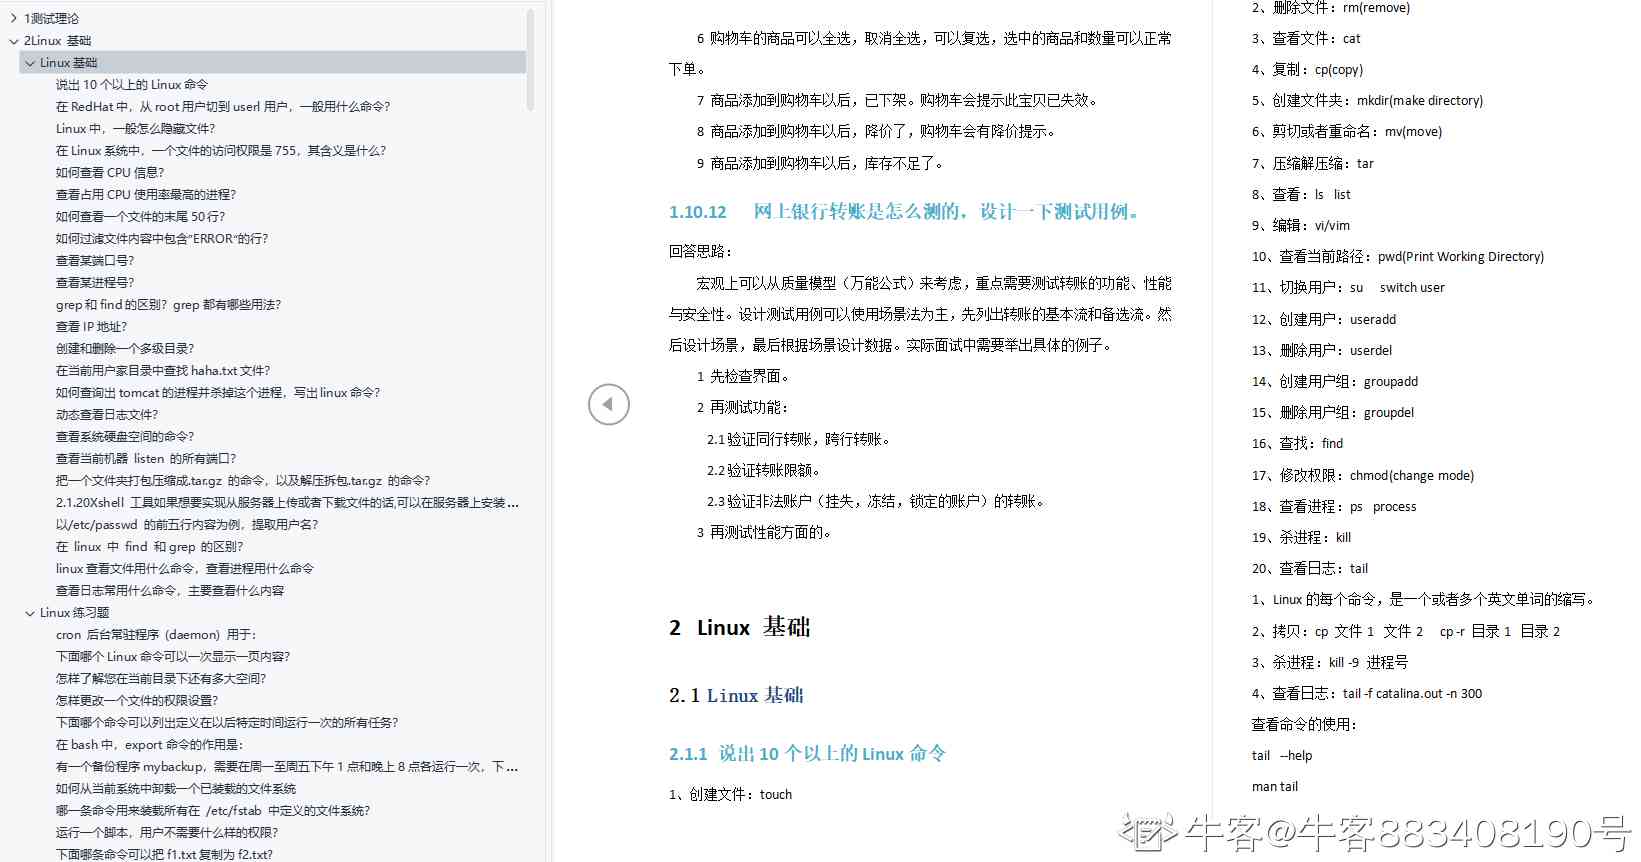 1测试理论
2Linux 基础
Linux 基础
说出 10 个以上的 Linux 命令
在 RedHat 中，从 root 用户切到 userl 用户，一般用什么命令？
Linux 中，一般怎么隐藏文件？
在 Linux 系统中，一个文件的访问权限是 755，其含义是什么？
如何查看 CPU 信息？
查看占用 CPU 使用率最高的进程？
如何查看一个文件的末尾 50 行？
如何过滤文件内容中包含”ERROR“的行？
查看某端口号？
查看某进程号？
grep 和 find 的区别？grep 都有哪些用法？
查看 IP 地址？
创建和删除一个多级目录？
在当前用户家目录中查找 haha.txt 文件？
如何查询出 tomcat 的进程并杀掉这个进程，写出 linux 命令？
动态查看日志文件？
查看系统硬盘空间的命令？
查看当前机器 listen 的所有端口？
把一个文件夹打包压缩成.tar.gz 的命令，以及解压拆包.tar.gz 的命令？
2.1.20Xshell 工具如果想要实现从服务器上传或者下载文件的话,可以在服务器上安装 ...
以/etc/passwd 的前五行内容为例，提取用户名？
在 linux 中 find 和 grep 的区别？
linux 查看文件用什么命令，查看进程用什么命令
查看日志常用什么命令，主要查看什么内容
Linux 练习题
cron 后台常驻程序 (daemon) 用于：
下面哪个 Linux 命令可以一次显示一页内容？
怎样了解您在当前目录下还有多大空间？
怎样更改一个文件的权限设置？
下面哪个命令可以列出定义在以后特定时间运行一次的所有任务？
在 bash 中，export 命令的作用是：
有一个备份程序 mybackup，需要在周一至周五下午 1 点和晚上 8 点各运行一次，下 ...
如何从当前系统中卸载一个已装载的文件系统
哪一条命令用来装载所有在 /etc/fstab 中定义的文件系统？
运行一个脚本，用户不需要什么样的权限？
下面哪条命令可以把 f1.txt 复制为 f2.txt？
6 购物车的商品可以全选，取消全选，可以复选，选中的商品和数量可以正常
下单。
7 商品添加到购物车以后，已下架。购物车会提示此宝贝已失效。
8 商品添加到购物车以后，降价了，购物车会有降价提示。
9 商品添加到购物车以后，库存不足了。
1.10.12 网上银行转账是怎么测的，设计一下测试用例。
回答思路：
宏观上可以从质量模型（万能公式）来考虑，重点需要测试转账的功能、性能
与安全性。设计测试用例可以使用场景法为主，先列出转账的基本流和备选流。然
后设计场景，最后根据场景设计数据。实际面试中需要举出具体的例子。
1 先检查界面。
2 再测试功能：
2.1 验证同行转账，跨行转账。
2.2 验证转账限额。
2.3 验证非法账户（挂失，冻结，锁定的账户）的转账。
3 再测试性能方面的。
2 Linux 基础
2.1 Linux 基础
2.1.1 说出 10 个以上的 Linux 命令
1、创建文件：touch
2、删除文件：rm(remove)
3、查看文件：cat
4、复制：cp(copy)
5、创建文件夹：mkdir(make directory)
6、剪切或者重命名：mv(move)
7、压缩解压缩：tar
8、查看：ls list
9、编辑：vi/vim
10、查看当前路径：pwd(Print Working Directory)
11、切换用户：su switch user
12、创建用户：useradd
13、删除用户：userdel
14、创建用户组：groupadd
15、删除用户组：groupdel
16、查找：find
17、修改权限：chmod(change mode)
18、查看进程：ps process
19、杀进程：kill
20、查看日志：tail
1、Linux 的每个命令，是一个或者多个英文单词的缩写。
2、拷贝：cp 文件 1 文件 2 cp -r 目录 1 目录 2
3、杀进程：kill -9 进程号
4、查看日志：tail -f catalina.out -n 300
查看命令的使用：
tail --help
man tail
牛客@牛客883408190号